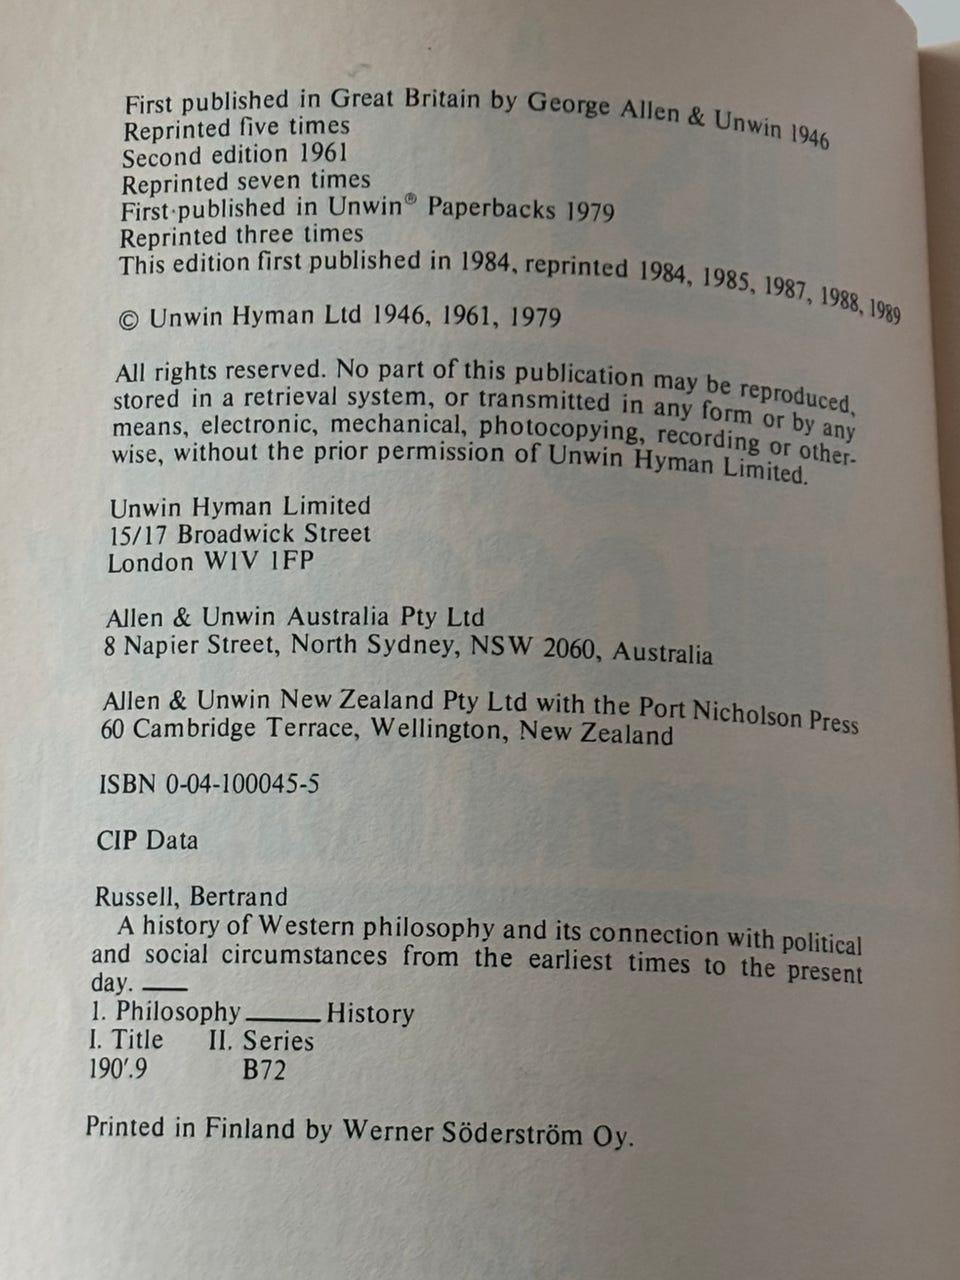 First published in Great Britain by George Allen & Unwin 1946
Reprinted five times
Second edition 1961
Reprinted seven times
First published in Unwin® Paperbacks 1979
Reprinted three times
This edition first published in 1984, reprinted 1984, 1985, 1987, 1988, 1989
© Unwin Hyman Ltd 1946, 1961, 1979
All rights reserved. No part of this publication may be reproduced,
stored in a retrieval system, or transmitted in any form or by any
means, electronic, mechanical, photocopying, recording or other-
wise, without the prior permission of Unwin Hyman Limited.
Unwin Hyman Limited
15/17 Broadwick Street
London W1V 1FP
Allen & Unwin Australia Pty Ltd
8 Napier Street, North Sydney, NSW 2060, Australia
Allen & Unwin New Zealand Pty Ltd with the Port Nicholson Press
60 Cambridge Terrace, Wellington, New Zealand
ISBN 0-04-100045-5
CIP Data
Russell, Bertrand
A history of Western philosophy and its connection with political
and social circumstances from the earliest times to the present
day. —
1. Philosophy —— History
I. Title II. Series
190'.9 B72
Printed in Finland by Werner Söderström Oy.